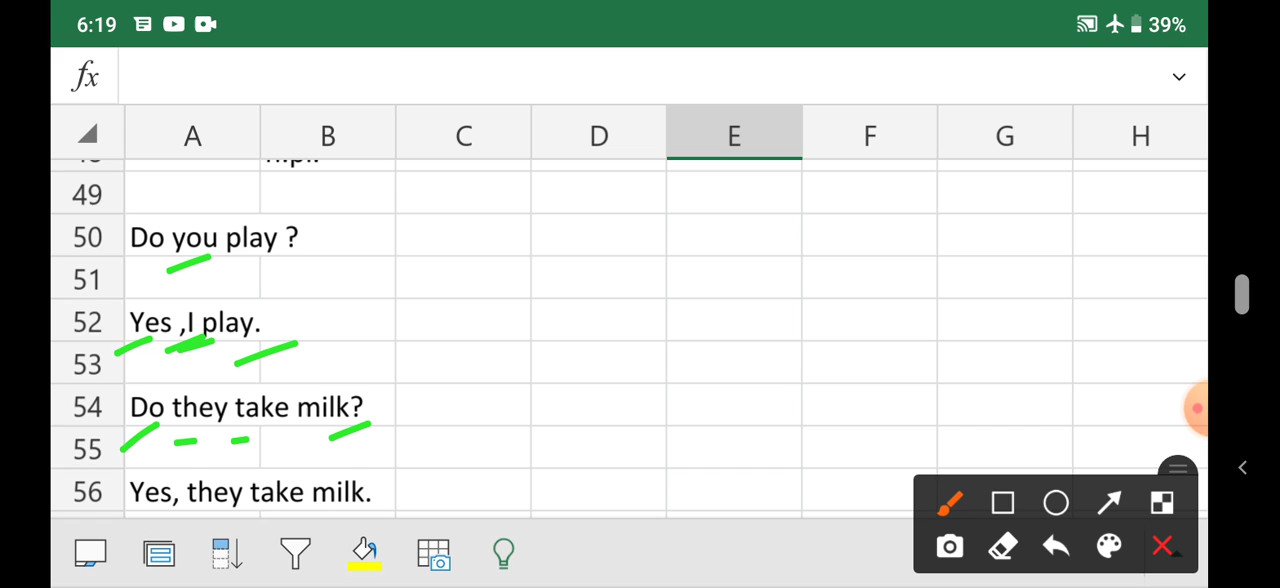 6:19 39%
fx
A B C D E F G H
49
50 Do you play ?
51
52 Yes ,I play.
53
54 Do they take milk?
55
56 Yes, they take milk.